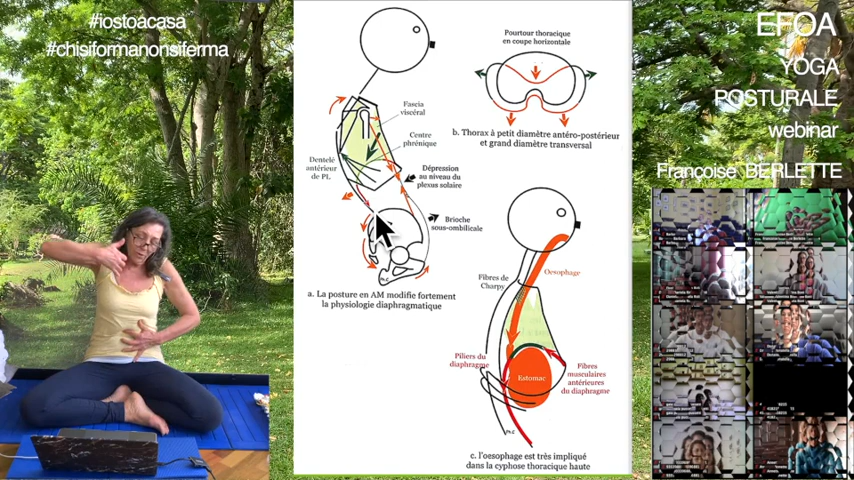 #iostoacasa
#chisiformanonsiferma
Fascia
viscéral
Centre
phrénique
Dentelé
antérieur
de PL
Dépression
au niveau du
plexus solaire
Brioche
sous-ombilicale
a. La posture en AM modifie fortement
la physiologie diaphragmatique
Pourtour thoracique
en coupe horizontale
b. Thorax à petit diamètre antéro-postérieur
et grand diamètre transversal
Oesophage
Fibres de
Charpy
Piliers du
diaphragme
Estomac
Fibres
musculaires
antérieures
du diaphragme
c. l'oesophage est très impliqué
dans la cyphose thoracique haute
EFOA
YOGA
POSTURALE
webinar
Françoise BERLETTE